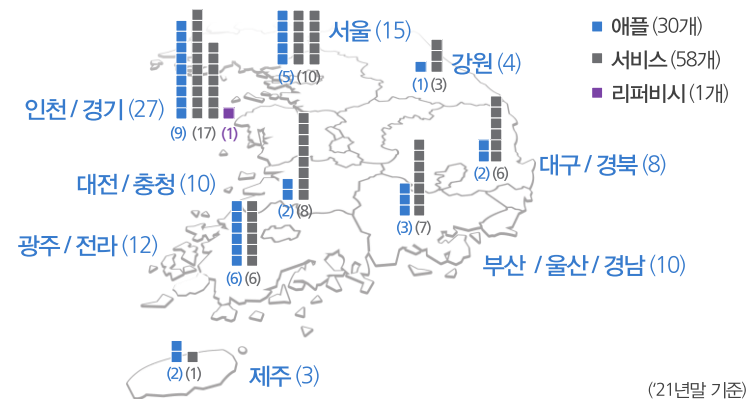 애플 (30개)
서비스 (58개)
리퍼비시 (1개)
서울 (15)
(5) (10)
강원 (4)
(1) (3)
인천 / 경기 (27)
(9) (17) (1)
대구 / 경북 (8)
(2) (6)
대전 / 충청 (10)
(2) (8)
부산 / 울산 / 경남 (10)
(3) (7)
광주 / 전라 (12)
(6) (6)
제주 (3)
(2) (1)
(‘21년말 기준)